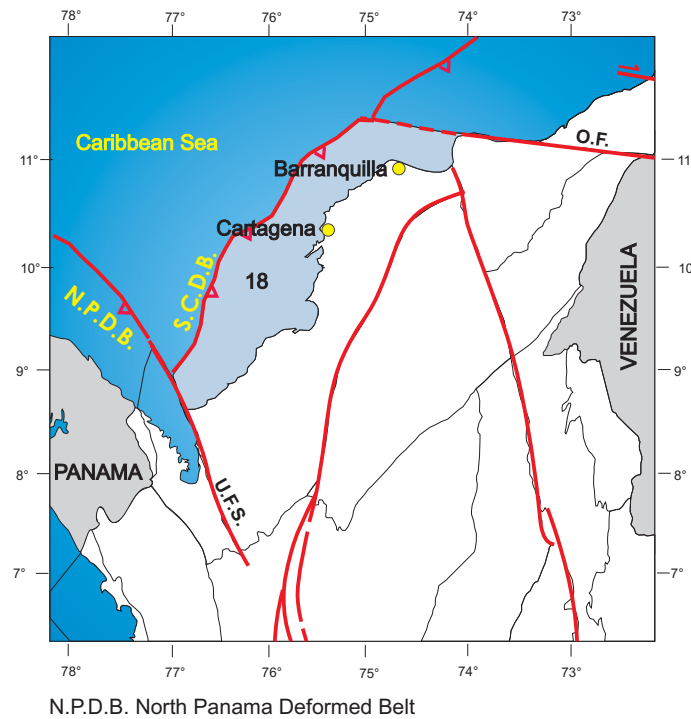 78° 77° 76° 75° 74° 73°
Caribbean Sea
O.F.
11°
11
Barranquilla
Cartagena
10°
10
N.P.D.B.
S.C.D.B.
18
VENEZUELA
9°
9°
PANAMA
8°
8°
U.F.S.
7°
7°
78° 77° 76° 75° 74° 73°
N.P.D.B. North Panama Deformed Belt